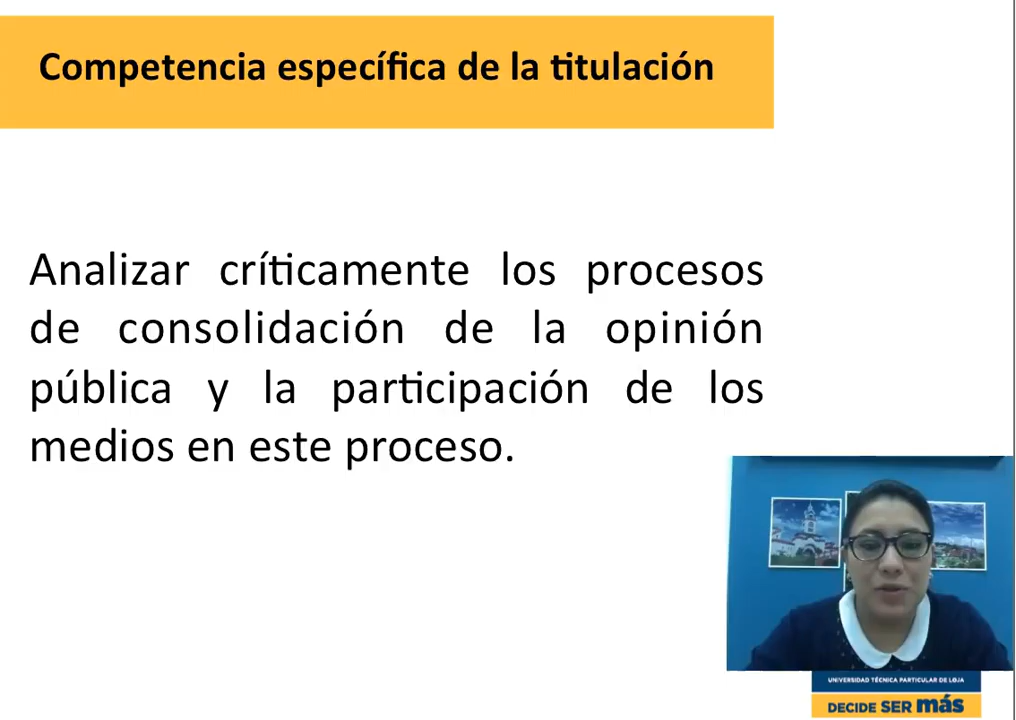 Competencia específica de la titulación
Analizar críticamente los procesos
de consolidación de la opinión
pública y la participación de los
medios en este proceso.
UNIVERSIDAD TÉCNICA PARTICULAR DE LOJA
DECIDE SER más